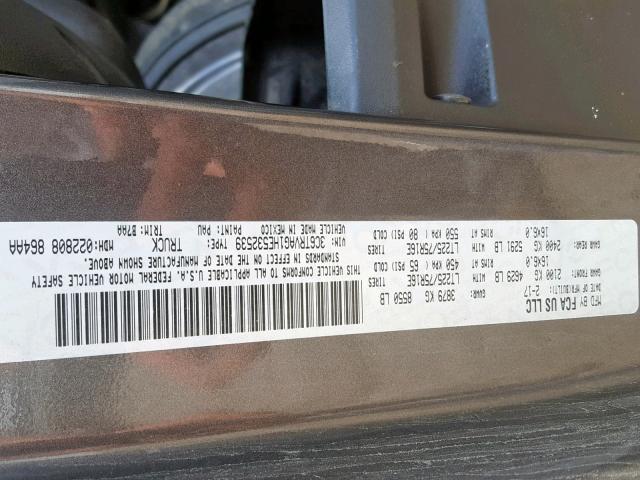 MFD BY FCA US LLC
DATE OF MFR/BUILT: 2-17
GVWR: 3879 KG 8550 LB
GAWR FRONT: 2100 KG 4629 LB
16X6.0 RIMS AT 450 KPA/ 65 PSI COLD
LT225/75R16E TIRES
GAWR REAR: 2400 KG 5291 LB
16X6.0 RIMS AT 550 KPA/ 80 PSI COLD
LT225/75R16E TIRES
THIS VEHICLE CONFORMS TO ALL APPLICABLE U.S.A. FEDERAL MOTOR VEHICLE SAFETY
STANDARDS IN EFFECT ON THE DATE OF MANUFACTURE SHOWN ABOVE.
VIN: 3C6TRVAG1HE532539 TYPE: TRUCK MDH:022808 864AA
VEHICLE MADE IN MEXICO PAINT: PAU TRIM: B7AA